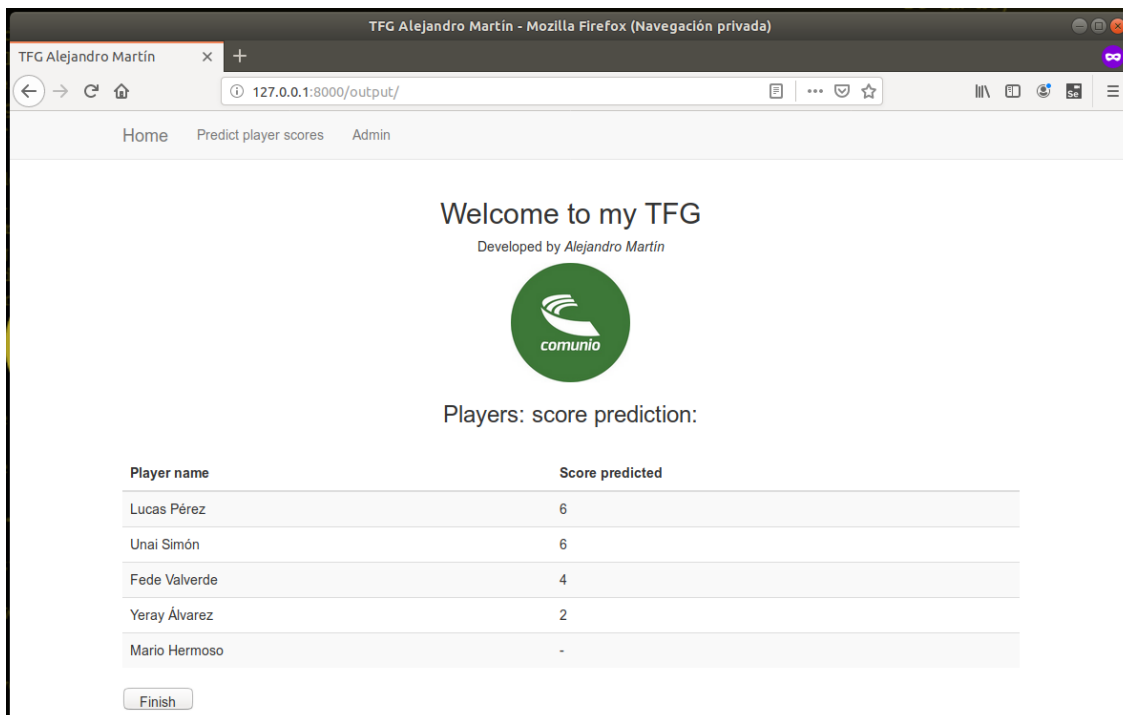 TFG Alejandro Martín - Mozilla Firefox (Navegación privada)
TFG Alejandro Martín
127.0.0.1:8000/output/
Se
Home Predict player scores Admin
Welcome to my TFG
Developed by Alejandro Martín
comunio
Players: score prediction:
Player name Score predicted
Lucas Pérez 6
Unai Simón 6
Fede Valverde 4
Yeray Álvarez 2
Mario Hermoso -
Finish